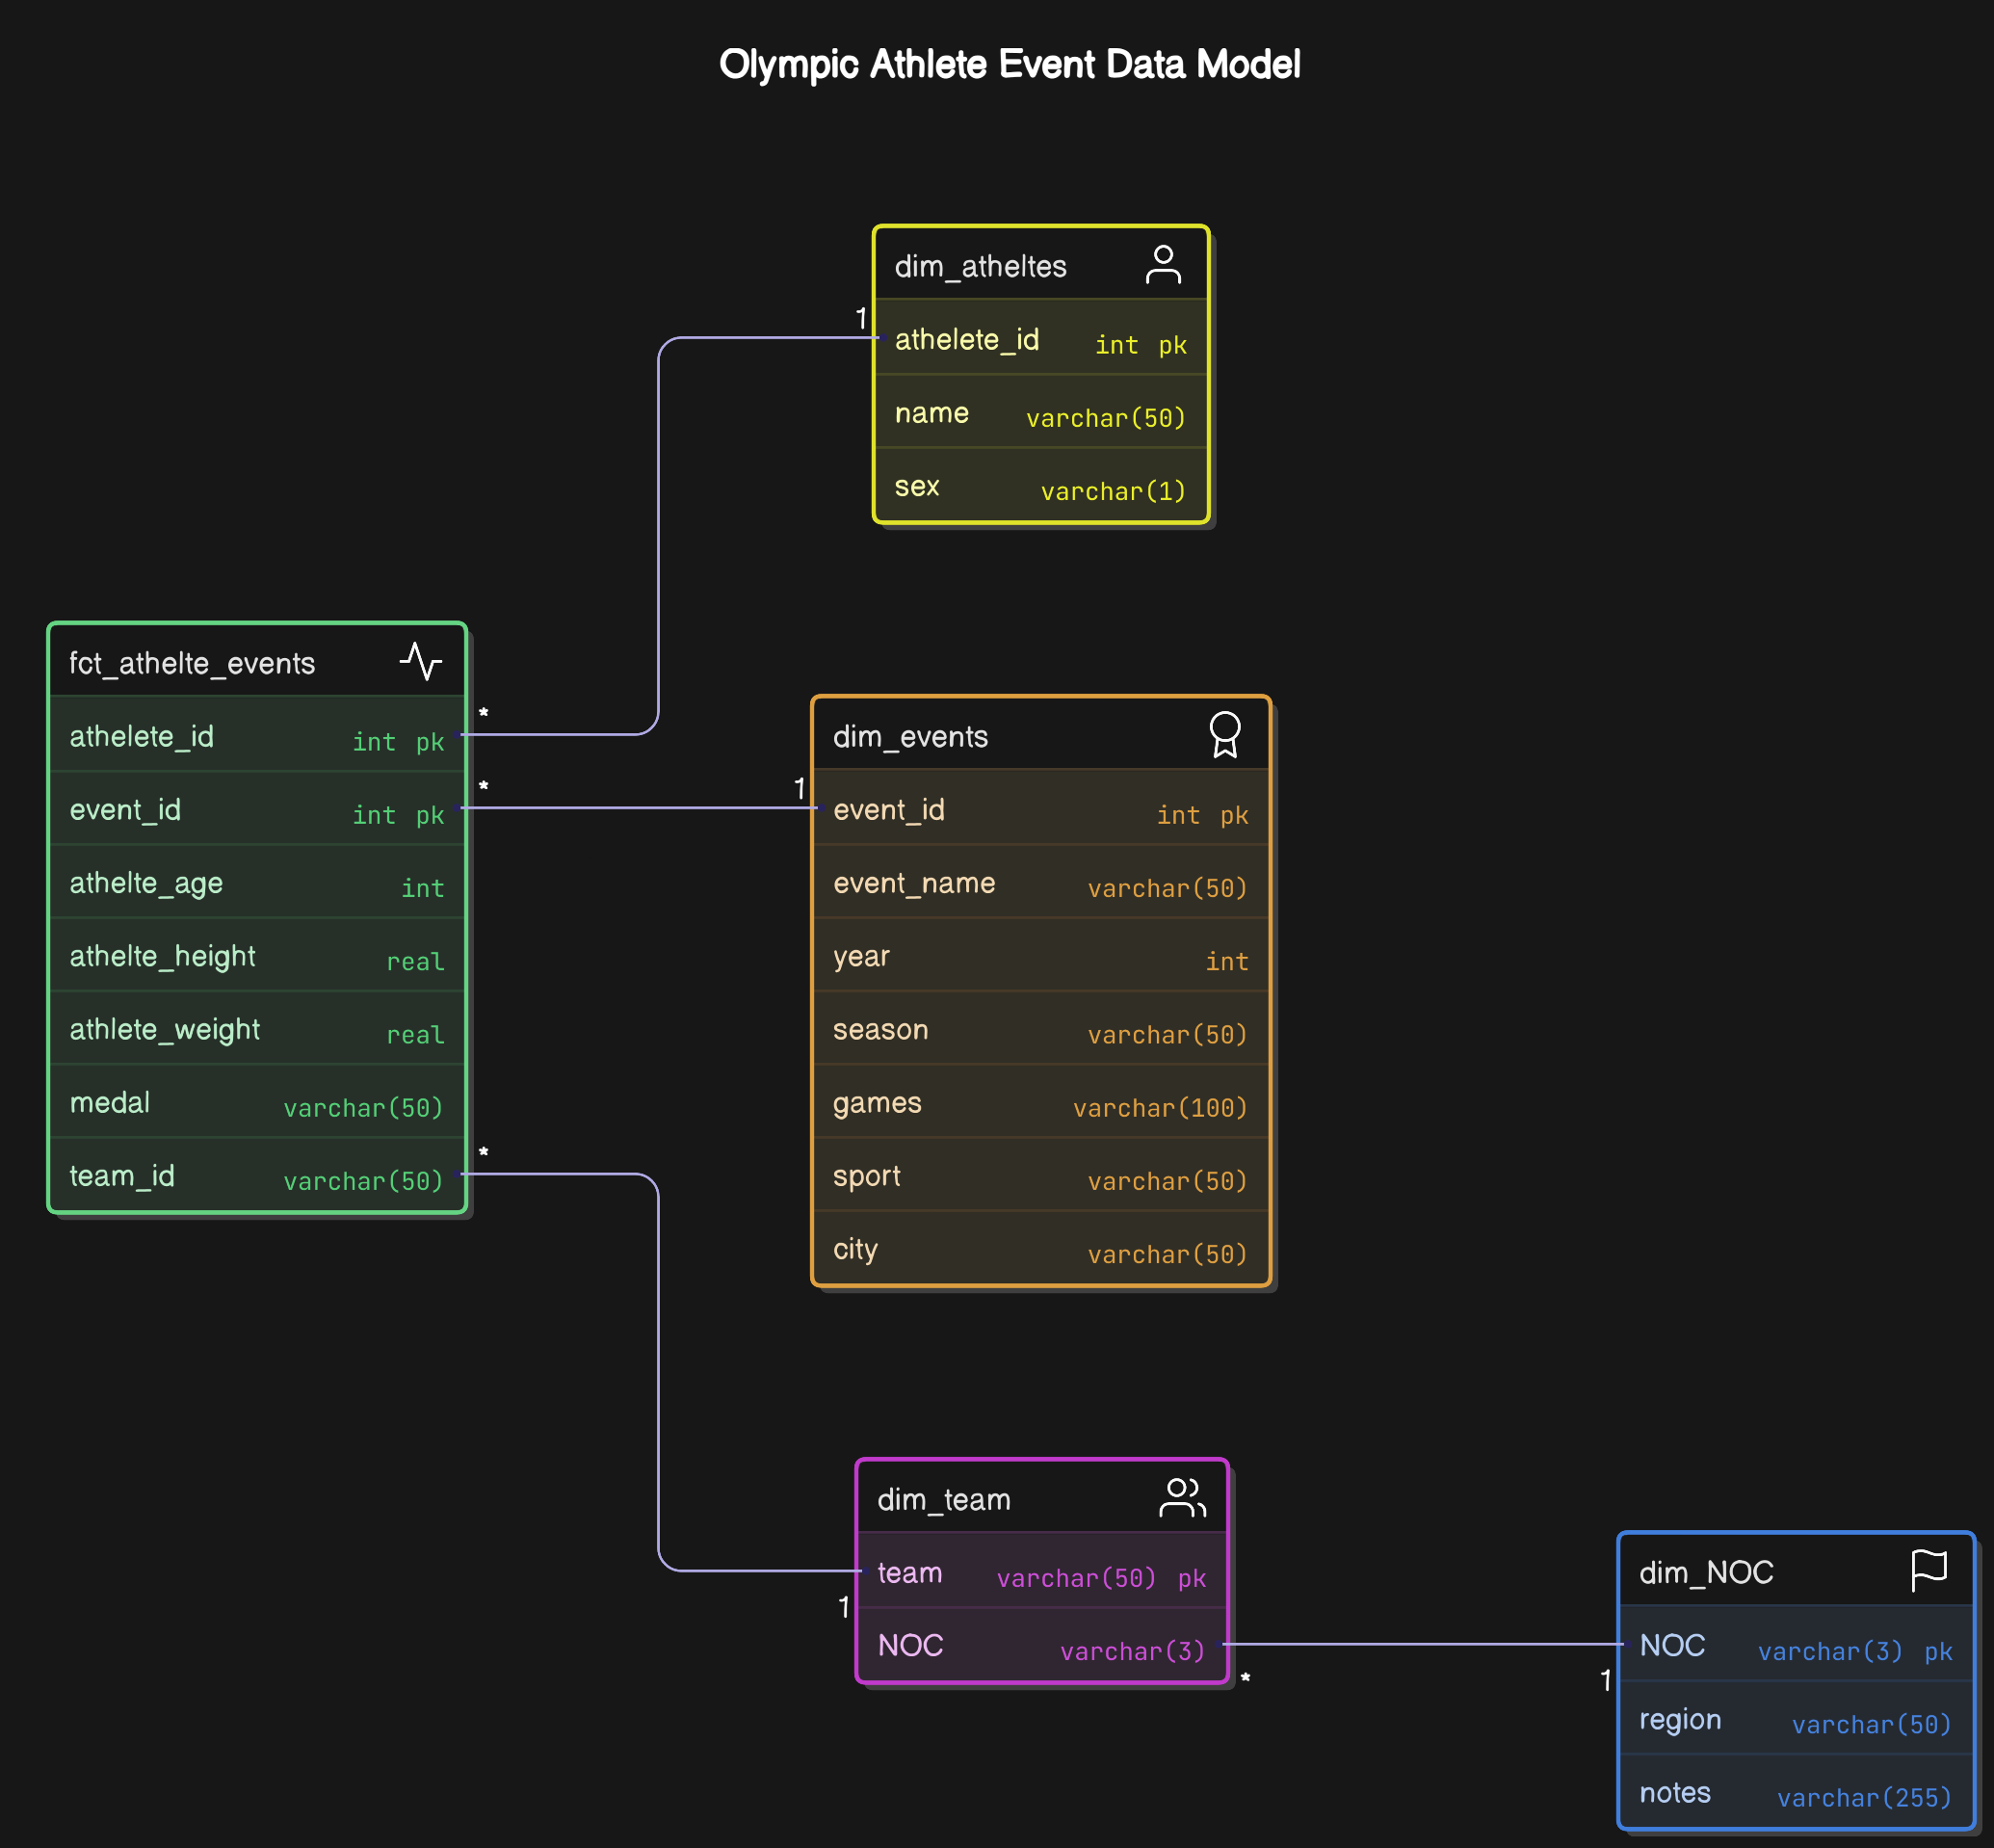 Olympic Athlete Event Data Model
dim_atheltes
1
athelete_id int pk
name varchar(50)
sex varchar(1)
fct_athelte_events
*
athelete_id int pk
*
event_id int pk
athelte_age int
athelte_height real
athlete_weight real
medal varchar(50)
*
team_id varchar(50)
dim_events
1
event_id int pk
event_name varchar(50)
year int
season varchar(50)
games varchar(100)
sport varchar(50)
city varchar(50)
dim_team
team varchar(50) pk
1
NOC varchar(3)
*
dim_NOC
NOC varchar(3) pk
1
region varchar(50)
notes varchar(255)